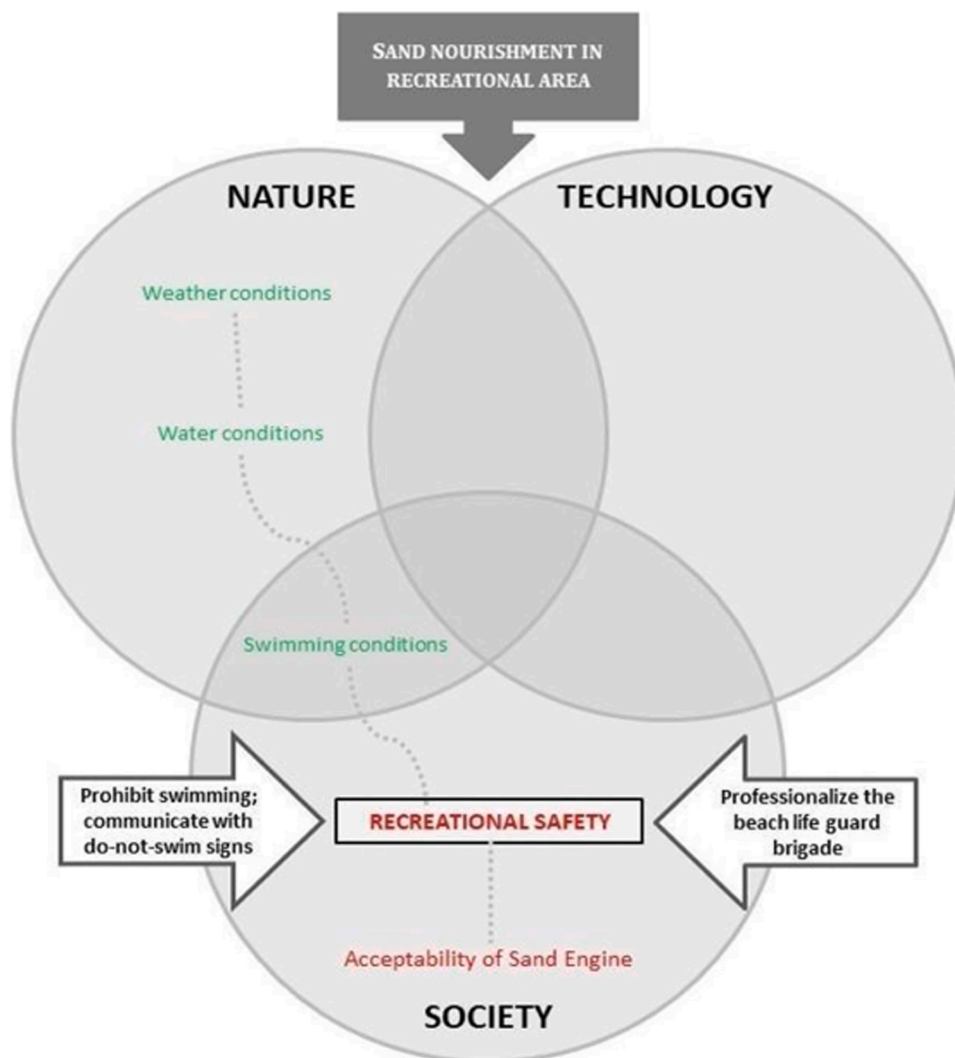 SAND NOURISHMENT IN
RECREATIONAL AREA
NATURE
TECHNOLOGY
Weather conditions
Water conditions
Swimming conditions
Prohibit swimming;
communicate with
do-not-swim signs
RECREATIONAL SAFETY
Professionalize the
beach life guard
brigade
Acceptability of Sand Engine
SOCIETY